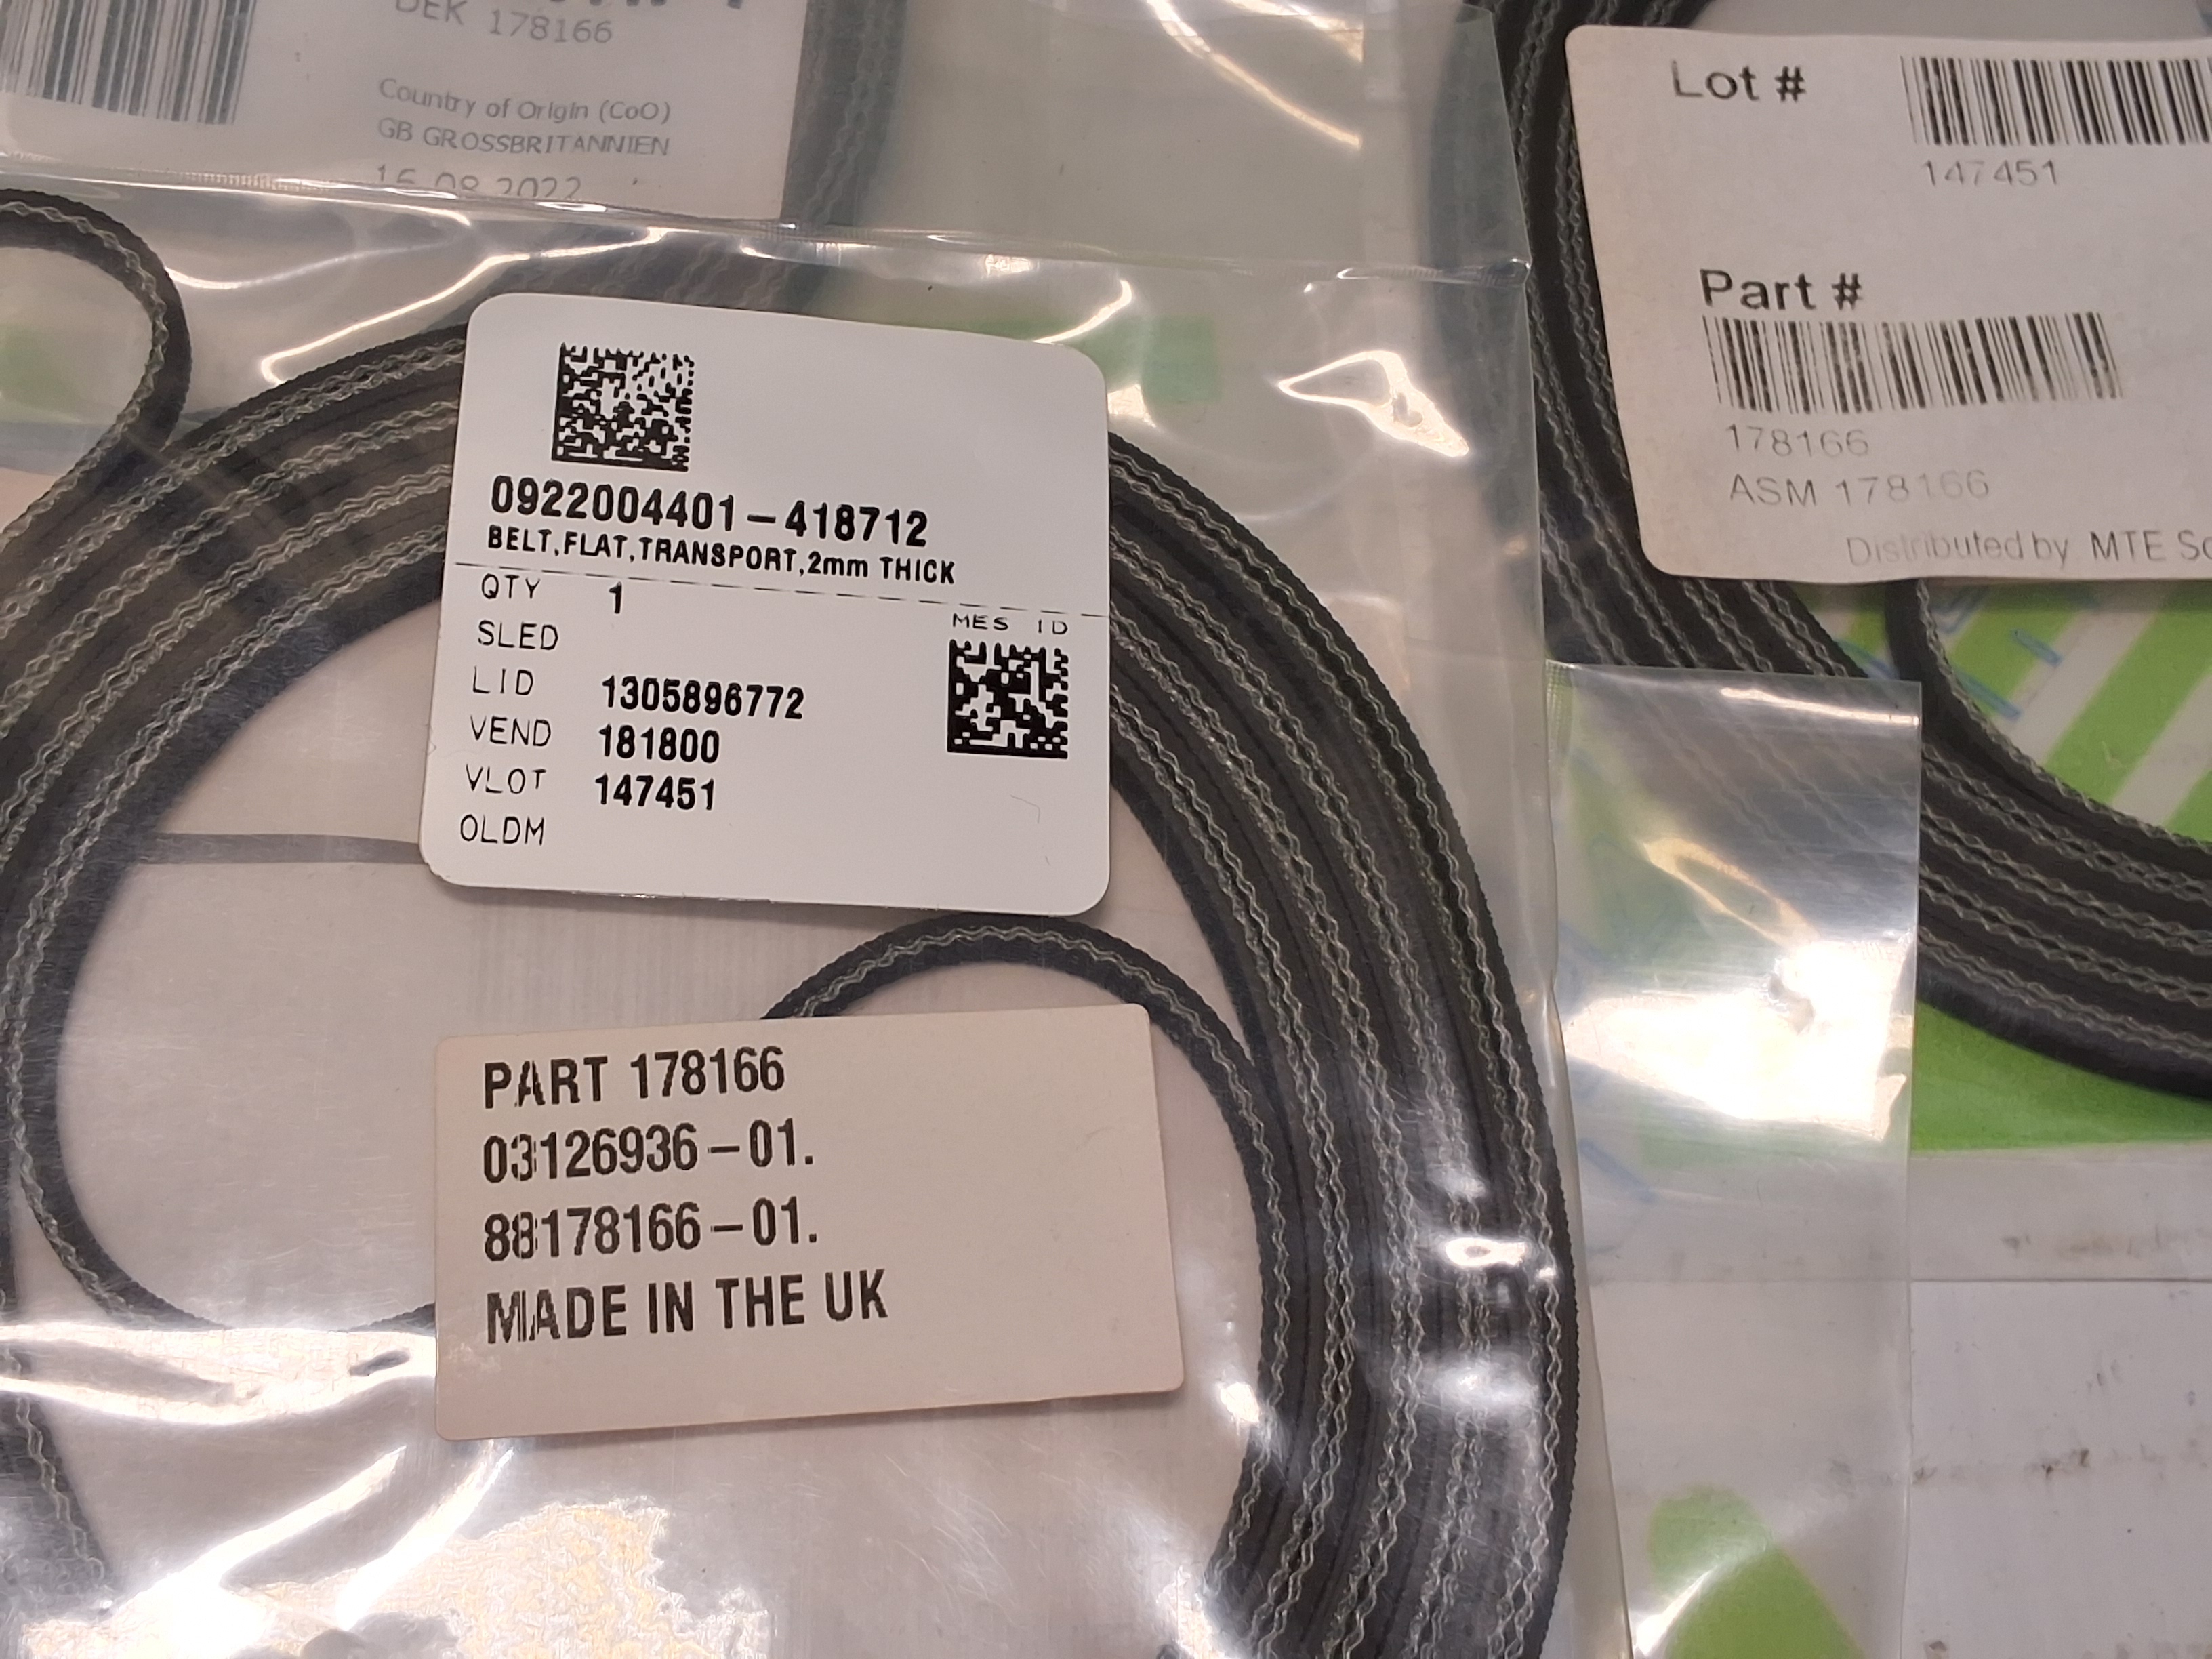 DEK 178166
Country of Origin (CoO)
GB GROSSBRITANNIEN
16.08.2022
Lot #
147451
Part #
178166
ASM 178166
Distributed by MTE
0922004401-418712
BELT,FLAT,TRANSPORT,2mm THICK
QTY 1
MES ID
SLED
LID 1305896772
VEND 181800
VLOT 147451
OLDM
PART 178166
03126936-01.
88178166-01.
MADE IN THE UK